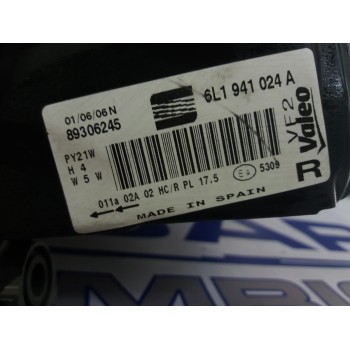 01/06/06 N
89306245
6L1 941 024 A
PY21W
H 4
W 5 W
VF2
Valeo
R
011a 02A 02 HC/R PL 17.5
5309
MADE IN SPAIN